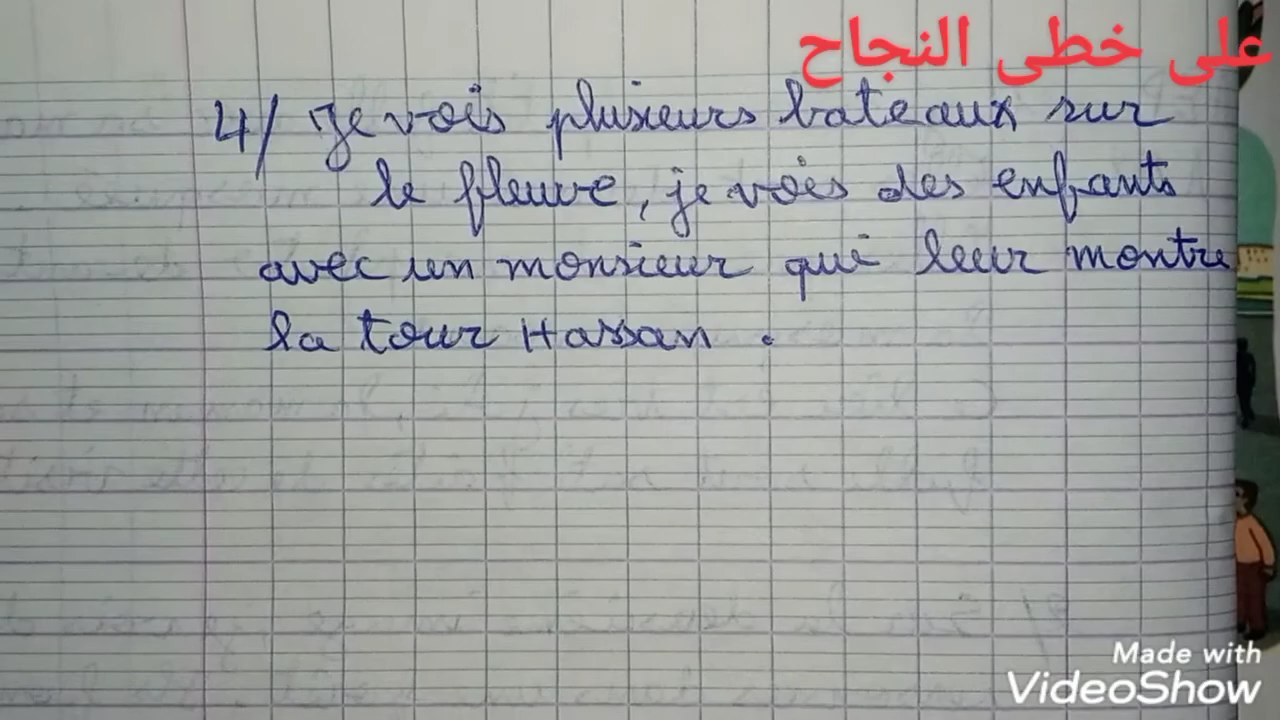 على خطى النجاح
4/ Je vois plusieurs bateaux sur
le fleuve, je vois des enfants
avec un monsieur qui leur montre
la tour Hassan .
Made with
VideoShow